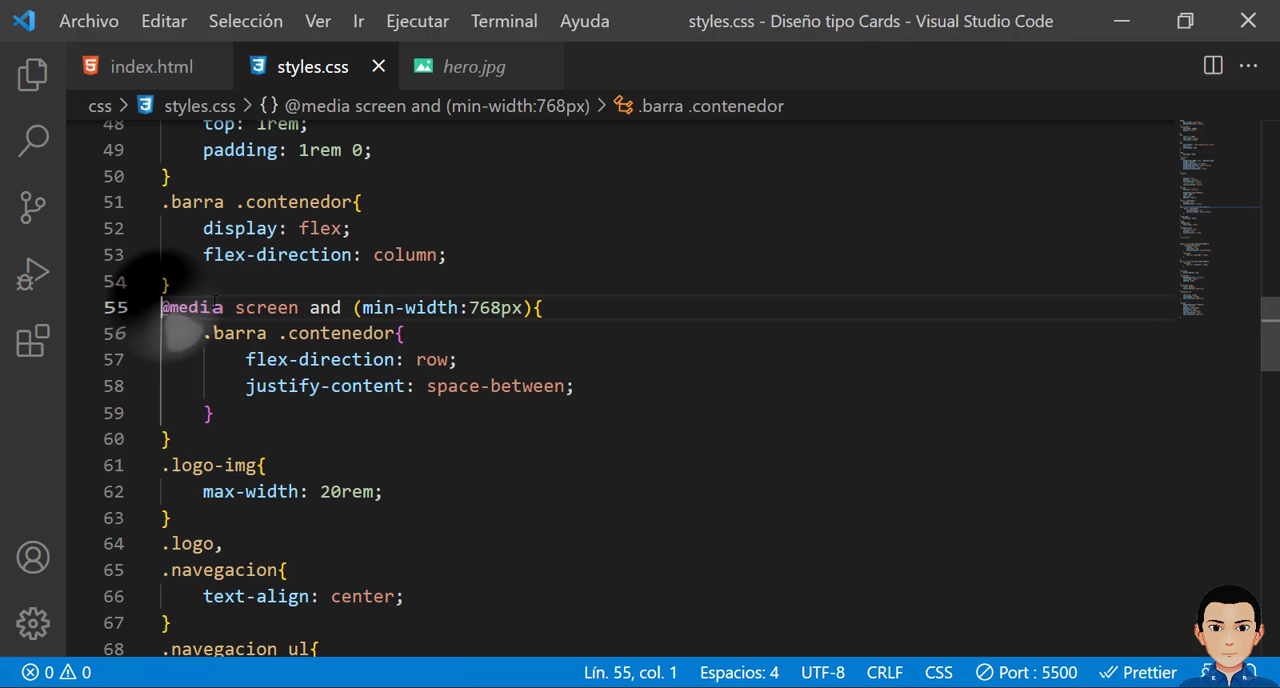 Archivo Editar Selección Ver Ir Ejecutar Terminal Ayuda styles.css - Diseño tipo Cards - Visual Studio Code
index.html styles.css hero.jpg
css > styles.css > {} @media screen and (min-width:768px) > .barra .contenedor
48 top: 1rem;
49 padding: 1rem 0;
50 }
51 .barra .contenedor{
52 display: flex;
53 flex-direction: column;
54 }
55 @media screen and (min-width:768px){
56 .barra .contenedor{
57 flex-direction: row;
58 justify-content: space-between;
59 }
60 }
61 .logo-img{
62 max-width: 20rem;
63 }
64 .logo,
65 .navegacion{
66 text-align: center;
67 }
68 .navegacion ul{
0 0 Lín. 55, col. 1 Espacios: 4 UTF-8 CRLF CSS Port : 5500 Prettier